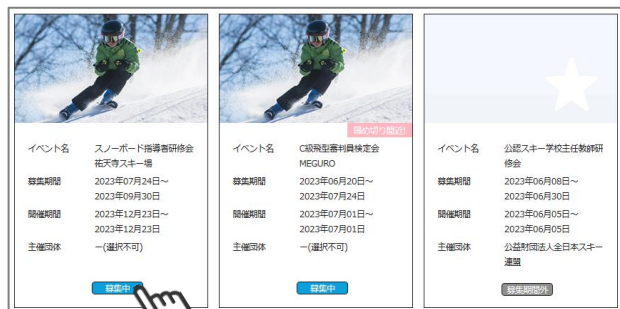 締め切り間近!
イベント名 スノーボード指導者研修会
祐天寺スキー場
募集期間 2023年07月24日～
2023年09月30日
開催期間 2023年12月23日～
2023年12月23日
主催団体 ー(選択不可)
募集中
イベント名 C級飛型審判員検定会
MEGURO
募集期間 2023年06月20日～
2023年07月24日
開催期間 2023年07月01日～
2023年07月01日
主催団体 ー(選択不可)
募集中
イベント名 公認スキー学校主任教師研
修会
募集期間 2023年06月08日～
2023年06月30日
開催期間 2023年06月05日～
2023年06月05日
主催団体 公益財団法人全日本スキー
連盟
募集期間外